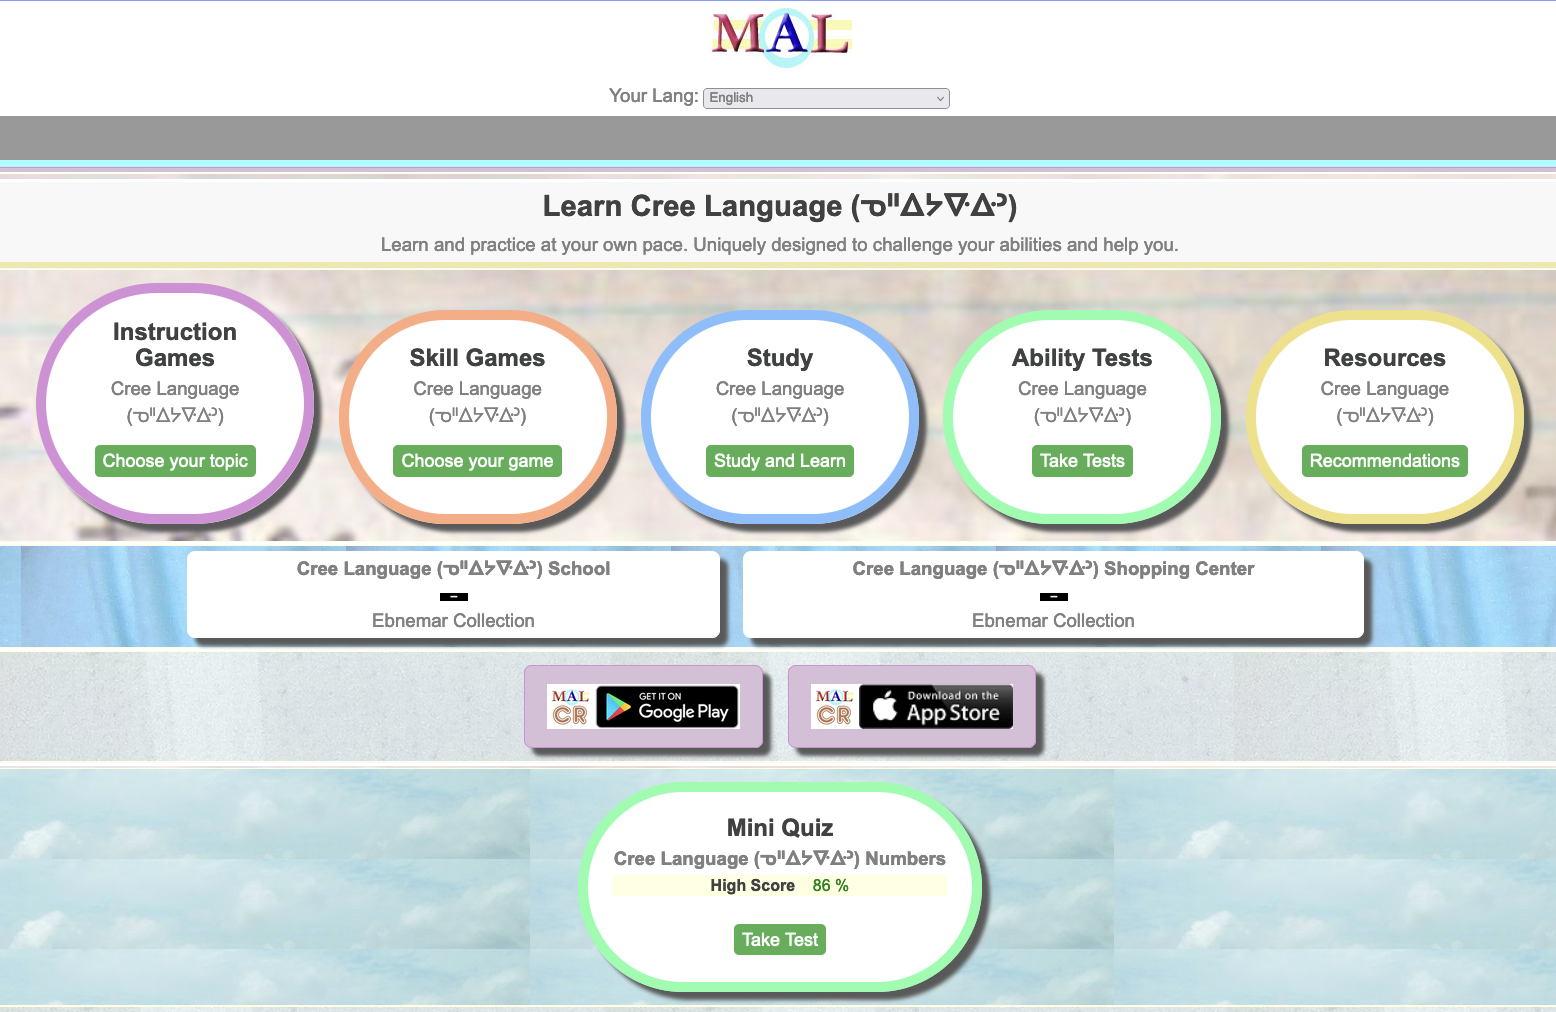 MAL
Your Lang: English
Learn Cree Language (ᓀᐦᐃᔭᐍᐏᐣ)
Learn and practice at your own pace. Uniquely designed to challenge your abilities and help you.
Instruction
Games
Cree Language
(ᓀᐦᐃᔭᐍᐏᐣ)
Choose your topic
Skill Games
Cree Language
(ᓀᐦᐃᔭᐍᐏᐣ)
Choose your game
Study
Cree Language
(ᓀᐦᐃᔭᐍᐏᐣ)
Study and Learn
Ability Tests
Cree Language
(ᓀᐦᐃᔭᐍᐏᐣ)
Take Tests
Resources
Cree Language
(ᓀᐦᐃᔭᐍᐏᐣ)
Recommendations
Cree Language (ᓀᐦᐃᔭᐍᐏᐣ) School
–
Ebnemar Collection
Cree Language (ᓀᐦᐃᔭᐍᐏᐣ) Shopping Center
–
Ebnemar Collection
MAL
CR
GET IT ON
Google Play
MAL
CR
Download on the
App Store
Mini Quiz
Cree Language (ᓀᐦᐃᔭᐍᐏᐣ) Numbers
High Score 86 %
Take Test